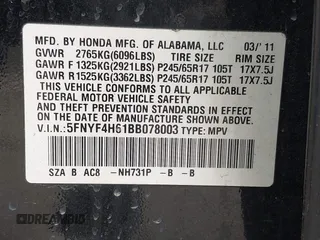 MFD. BY HONDA MFG. OF ALABAMA, LLC 03/'11
GVWR 2765KG(6096LBS) TIRE SIZE RIM SIZE
GAWR F 1325KG(2921LBS) P245/65R17 105T 17X7.5J
GAWR R 1525KG(3362LBS) P245/65R17 105T 17X7.5J
THIS VEHICLE CONFORMS TO ALL APPLICABLE
FEDERAL MOTOR VEHICLE SAFETY
STANDARDS IN EFFECT ON THE DATE OF
MANUFACTURE SHOWN ABOVE.
V.I.N.: 5FNYF4H61BB078003 TYPE: MPV
SZA B AC8 -NH731P -B -B
DREAMBID